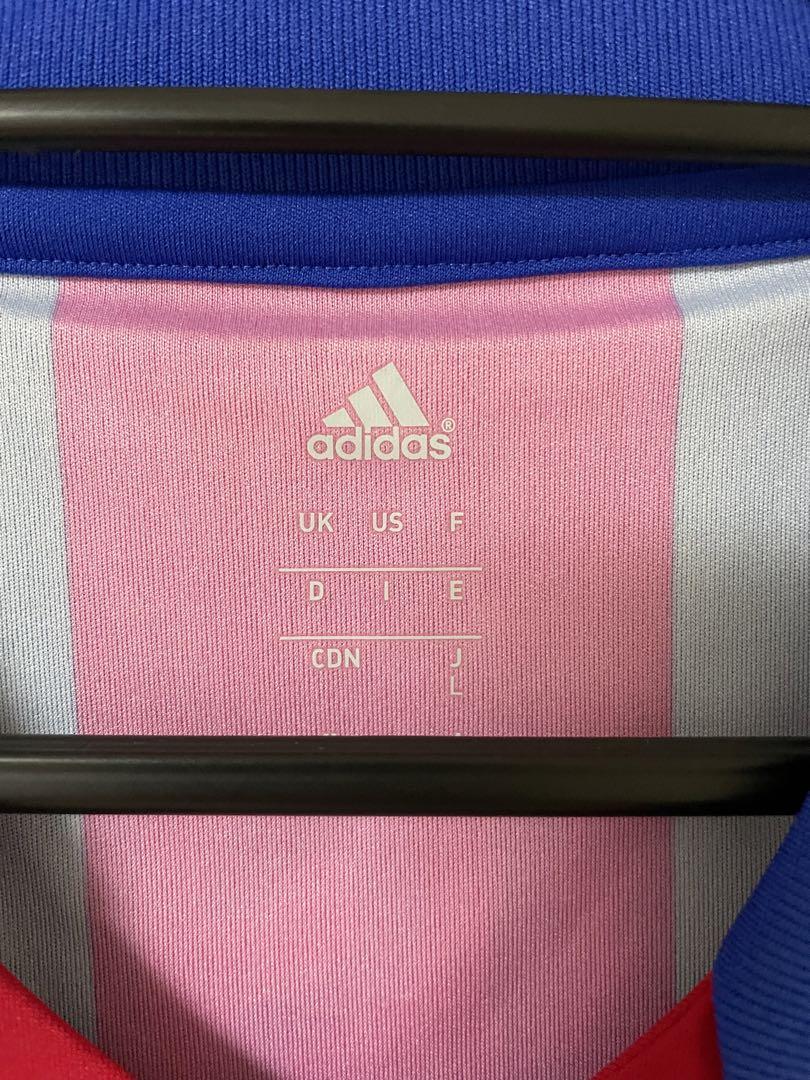 adidas®
UK US F
D I E
CDN J
L